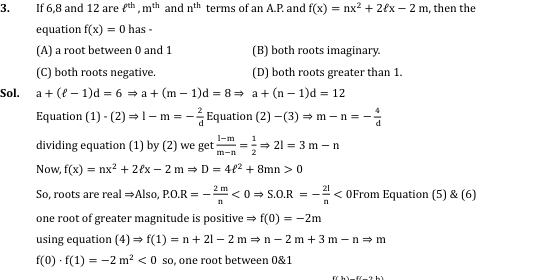 3. If 6,8 and 12 are ℓᵗʰ, mᵗʰ and nᵗʰ terms of an A.P. and f(x) = nx² + 2ℓx − 2 m, then the
equation f(x) = 0 has -
(A) a root between 0 and 1 (B) both roots imaginary.
(C) both roots negative. (D) both roots greater than 1.
Sol. a + (ℓ − 1)d = 6 ⇒ a + (m − 1)d = 8 ⇒ a + (n − 1)d = 12
Equation (1) - (2) ⇒ l − m = −2/d Equation (2) −(3) ⇒ m − n = −4/d
dividing equation (1) by (2) we get (l−m)/(m−n) = 1/2 ⇒ 2l = 3 m − n
Now, f(x) = nx² + 2ℓx − 2 m ⇒ D = 4ℓ² + 8mn > 0
So, roots are real ⇒Also, P.O.R = −2 m/n < 0 ⇒ S.O.R = −2l/n < 0From Equation (5) & (6)
one root of greater magnitude is positive ⇒ f(0) = −2m
using equation (4) ⇒ f(1) = n + 2l − 2 m ⇒ n − 2 m + 3 m − n ⇒ m
f(0) · f(1) = −2 m² < 0 so, one root between 0&1